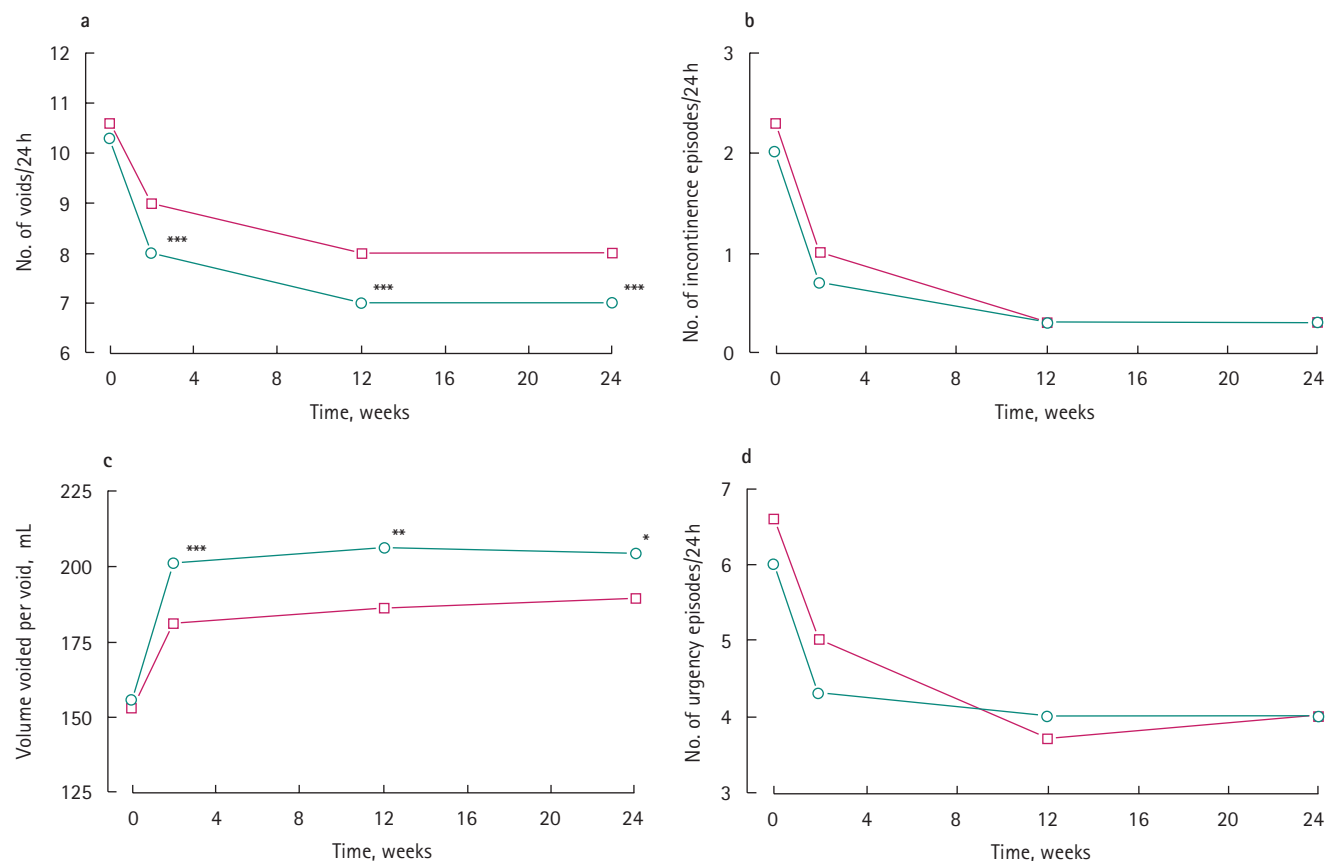 a
12
11
10
9
8
7
6
No. of voids/24 h
***
***
***
0 4 8 12 16 20 24
Time, weeks
b
3
2
1
0
No. of incontinence episodes/24 h
0 4 8 12 16 20 24
Time, weeks
c
225
200
175
150
125
Volume voided per void, mL
***
**
*
0 4 8 12 16 20 24
Time, weeks
d
7
6
5
4
3
No. of urgency episodes/24 h
0 4 8 12 16 20 24
Time, weeks